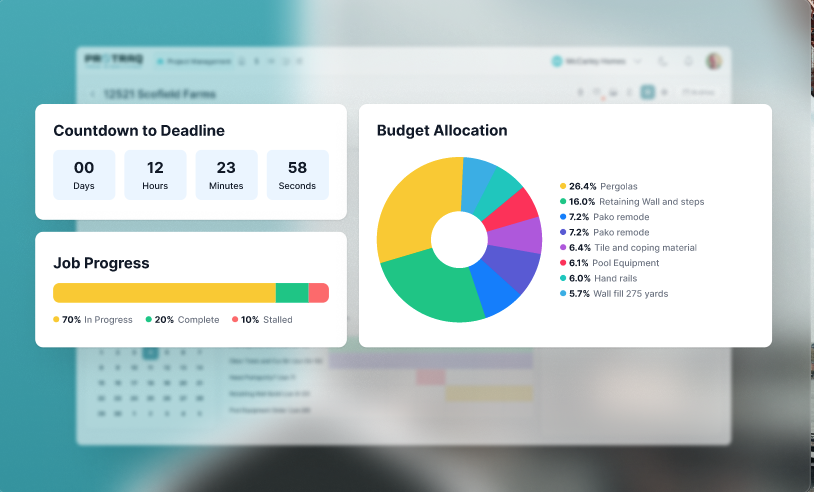 Project Management
McCarthy Homes
12521 Scofield Farms
Countdown to Deadline
00 12 23 58
Days Hours Minutes Seconds
Job Progress
70% In Progress 20% Complete 10% Stalled
Budget Allocation
26.4% Pergolas
16.0% Retaining Wall and steps
7.2% Pako remode
7.2% Pako remode
6.4% Tile and coping material
6.1% Pool Equipment
6.0% Hand rails
5.7% Wall fill 275 yards